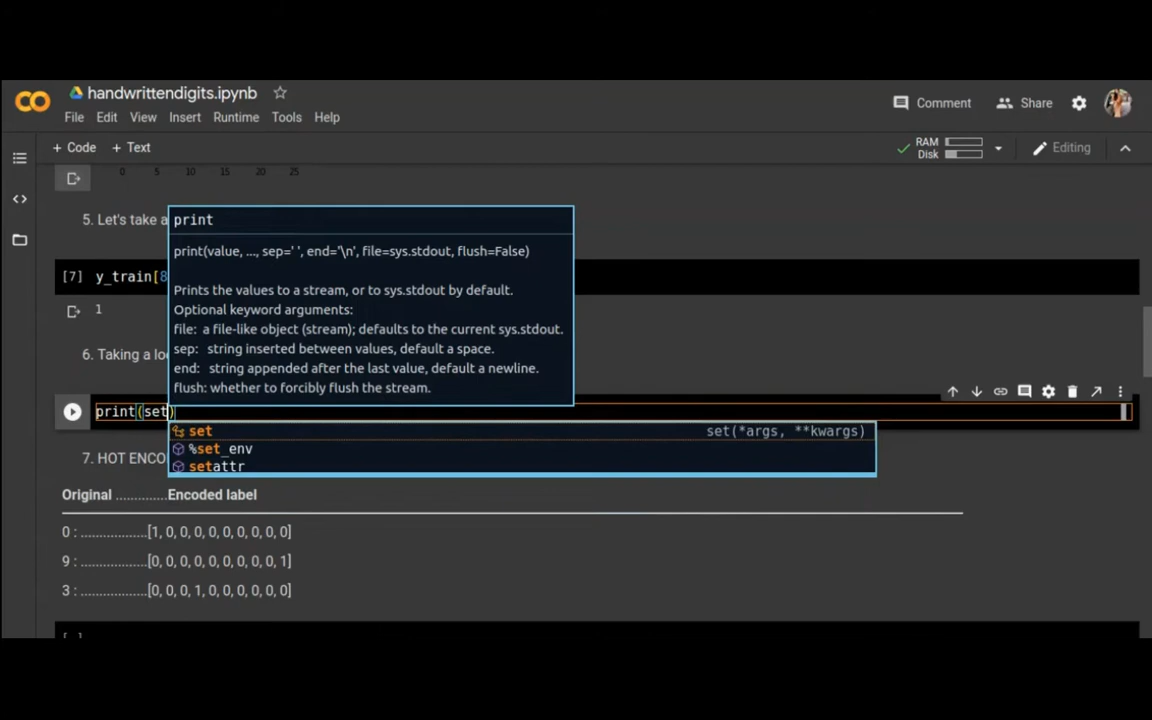 handwrittendigits.ipynb
File Edit View Insert Runtime Tools Help
Comment Share
+ Code + Text
RAM
Disk
Editing
0 5 10 15 20 25
5. Let's take a
print
print(value, ..., sep=' ', end='\n', file=sys.stdout, flush=False)
[7] y_train[8
Prints the values to a stream, or to sys.stdout by default.
Optional keyword arguments:
1
file: a file-like object (stream); defaults to the current sys.stdout.
sep: string inserted between values, default a space.
6. Taking a lo
end: string appended after the last value, default a newline.
flush: whether to forcibly flush the stream.
print(set)
set set(*args, **kwargs)
%set_env
7. HOT ENCO
setattr
Original .............Encoded label
0 : .................[1, 0, 0, 0, 0, 0, 0, 0, 0, 0]
9 : .................[0, 0, 0, 0, 0, 0, 0, 0, 0, 1]
3 : .................[0, 0, 0, 1, 0, 0, 0, 0, 0, 0]
[ ]